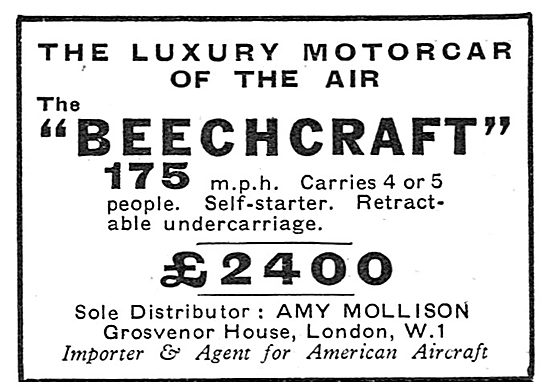 THE LUXURY MOTORCAR
OF THE AIR
The
"BEECHCRAFT"
175 m.p.h. Carries 4 or 5
people. Self-starter. Retract-
able undercarriage.
£2400
Sole Distributor: AMY MOLLISON
Grosvenor House, London, W.1
Importer & Agent for American Aircraft